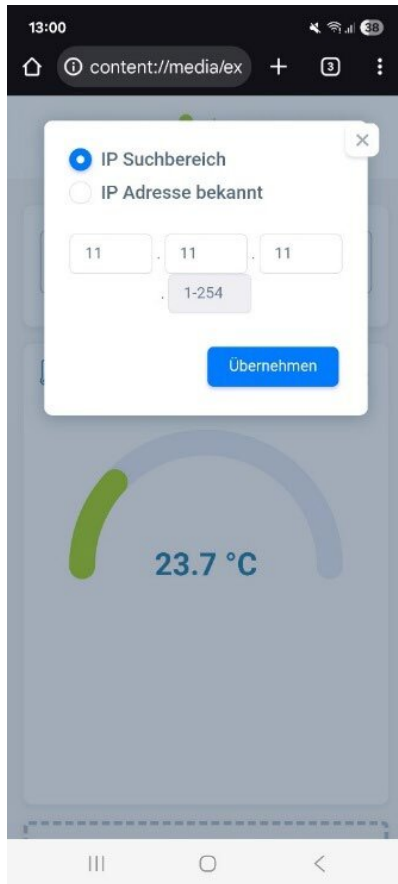 13:00
38
content://media/ex
3
IP Suchbereich
IP Adresse bekannt
11 . 11 . 11
. 1-254
Übernehmen
23.7 °C